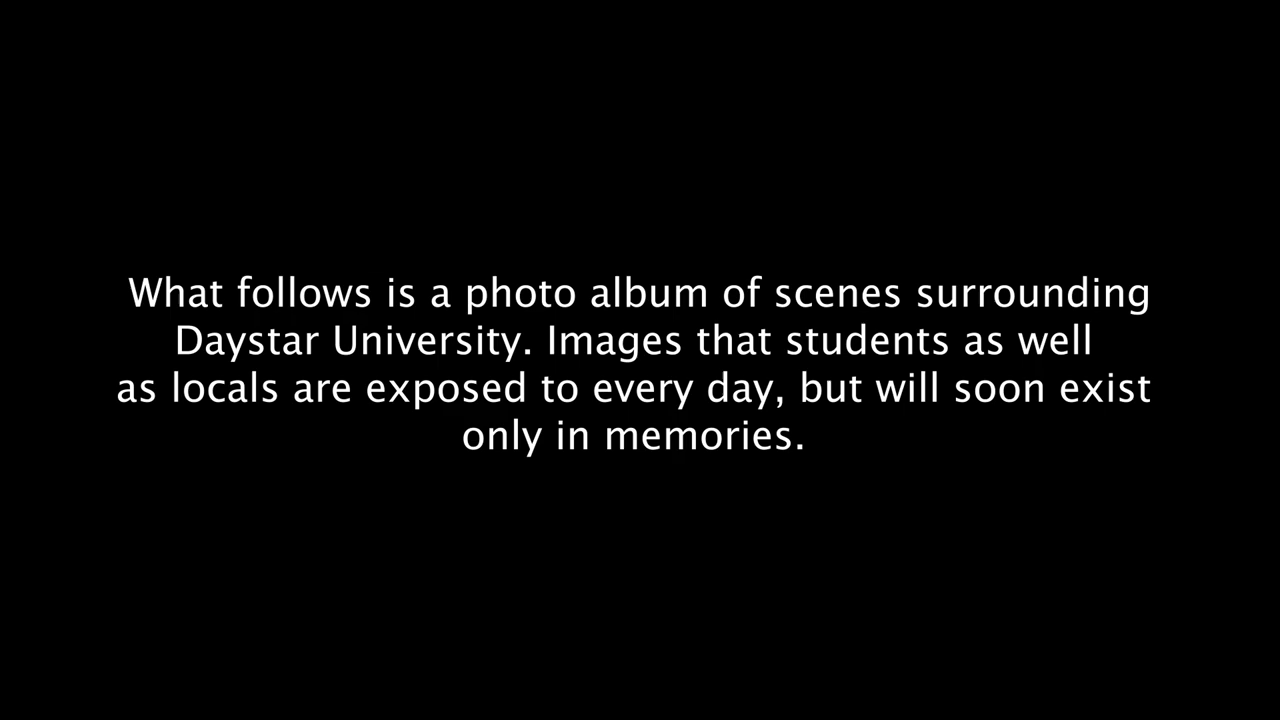 What follows is a photo album of scenes surrounding
Daystar University. Images that students as well
as locals are exposed to every day, but will soon exist
only in memories.